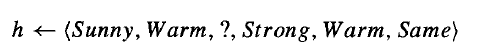 h ← ⟨Sunny, Warm, ?, Strong, Warm, Same⟩